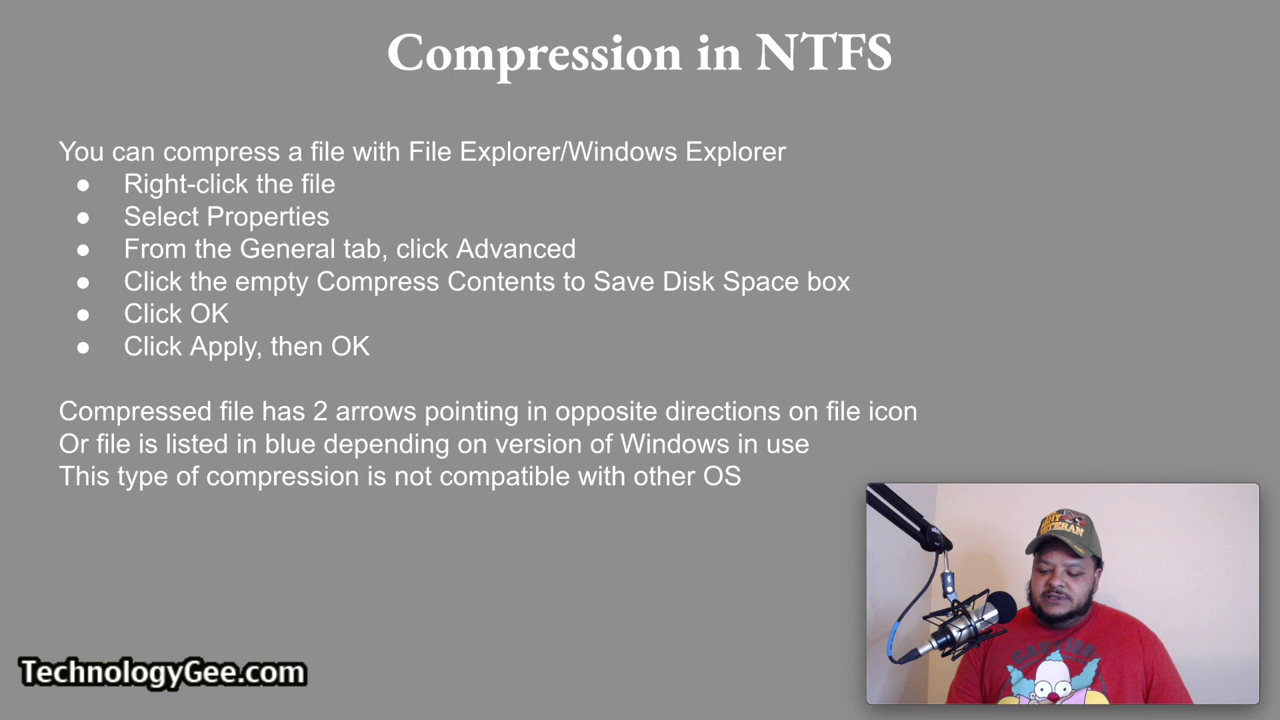 Compression in NTFS
You can compress a file with File Explorer/Windows Explorer
● Right-click the file
● Select Properties
● From the General tab, click Advanced
● Click the empty Compress Contents to Save Disk Space box
● Click OK
● Click Apply, then OK
Compressed file has 2 arrows pointing in opposite directions on file icon
Or file is listed in blue depending on version of Windows in use
This type of compression is not compatible with other OS
VETERAN
CAUTION
TechnologyGee.com